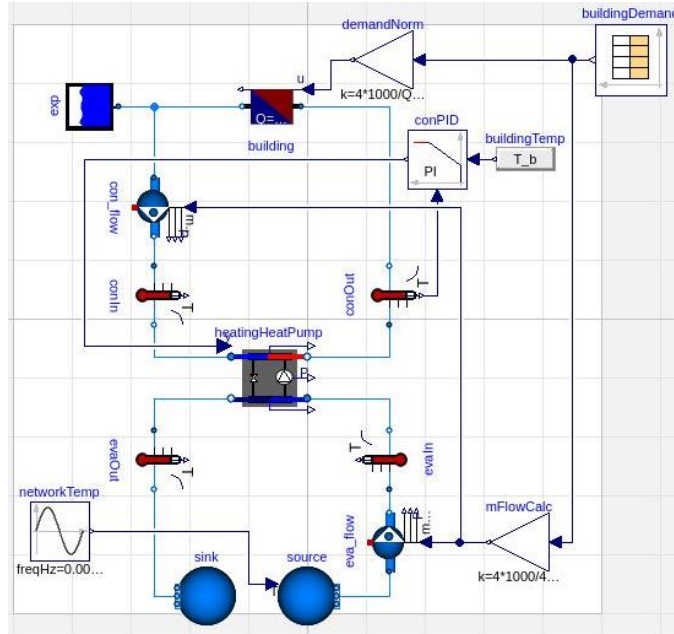 buildingDemand
demandNorm
k=4*1000/Q...
exp
u
Q=...
building
conPID
PI
buildingTemp
T_b
con_flow
m...
conIn
T
conOut
T
heatingHeatPump
y
P
evaOut
T
evaIn
T
networkTemp
freqHz=0.00...
sink
source
T
eva_flow
m...
mFlowCalc
k=4*1000/4...